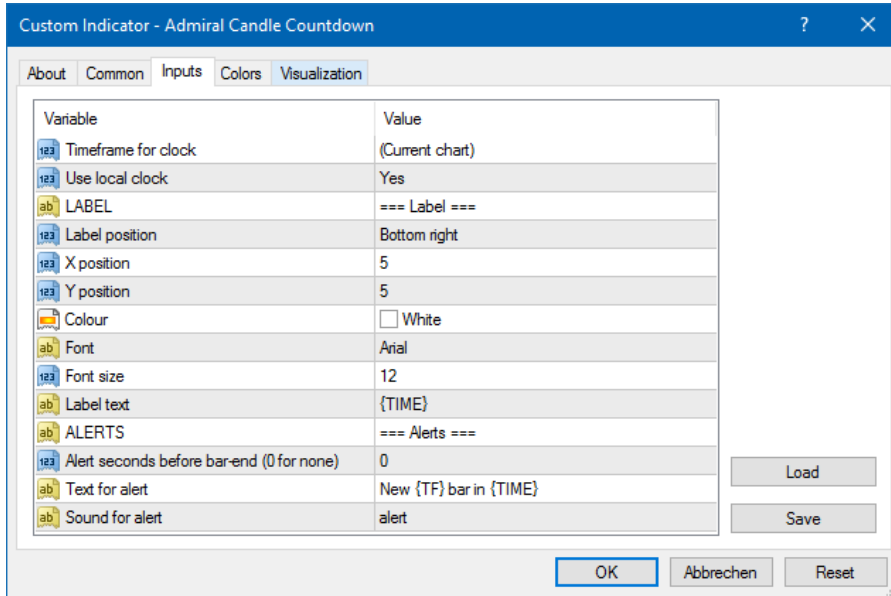 Custom Indicator - Admiral Candle Countdown
About Common Inputs Colors Visualization
Variable Value
Timeframe for clock (Current chart)
Use local clock Yes
LABEL === Label ===
Label position Bottom right
X position 5
Y position 5
Colour White
Font Arial
Font size 12
Label text {TIME}
ALERTS === Alerts ===
Alert seconds before bar-end (0 for none) 0
Text for alert New {TF} bar in {TIME}
Sound for alert alert
Load
Save
OK Abbrechen Reset